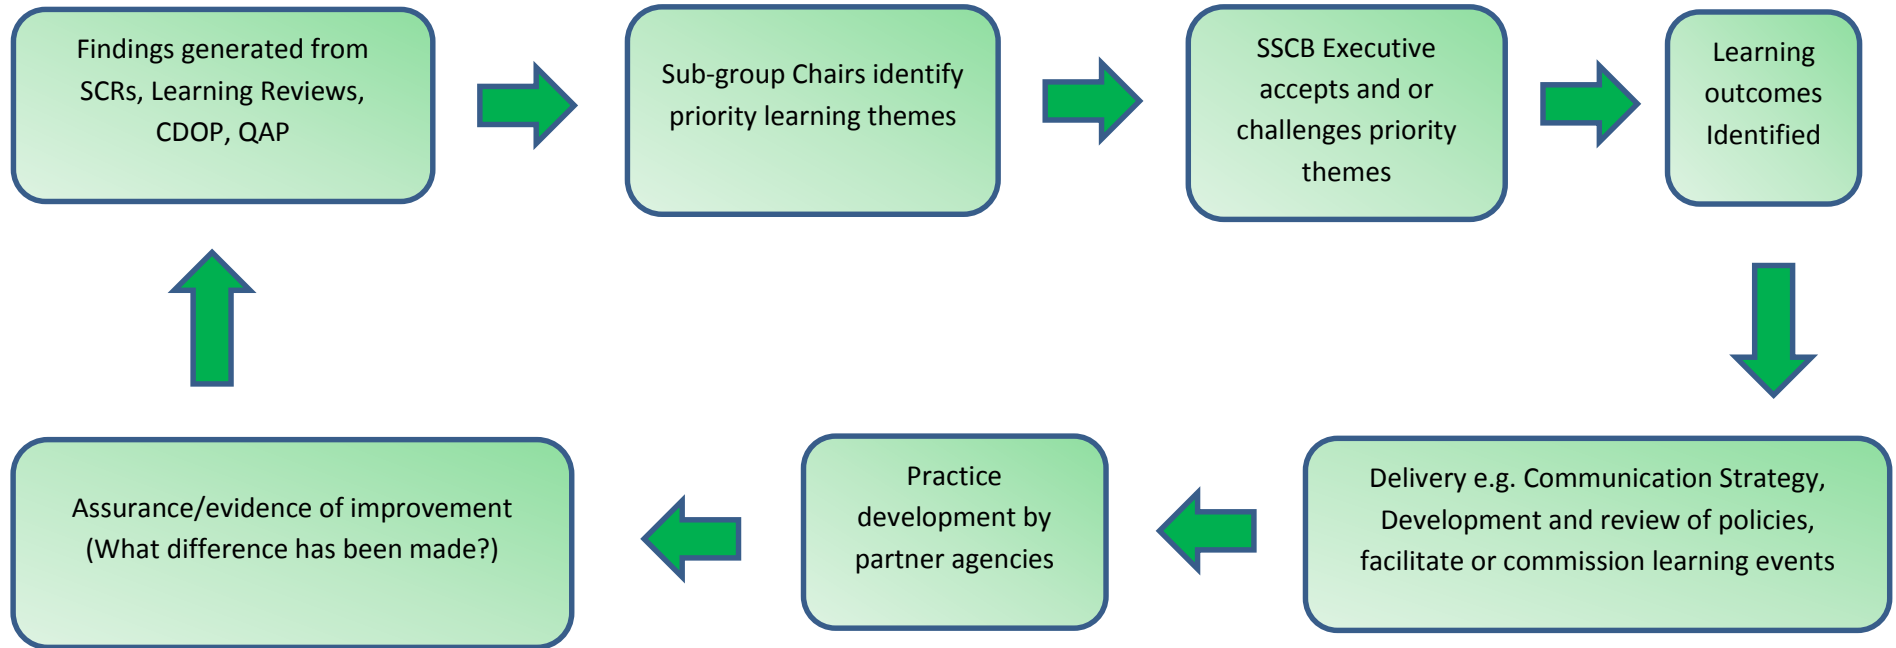 Findings generated from
SCRs, Learning Reviews,
CDOP, QAP
Sub-group Chairs identify
priority learning themes
SSCB Executive
accepts and or
challenges priority
themes
Learning
outcomes
Identified
Delivery e.g. Communication Strategy,
Development and review of policies,
facilitate or commission learning events
Practice
development by
partner agencies
Assurance/evidence of improvement
(What difference has been made?)